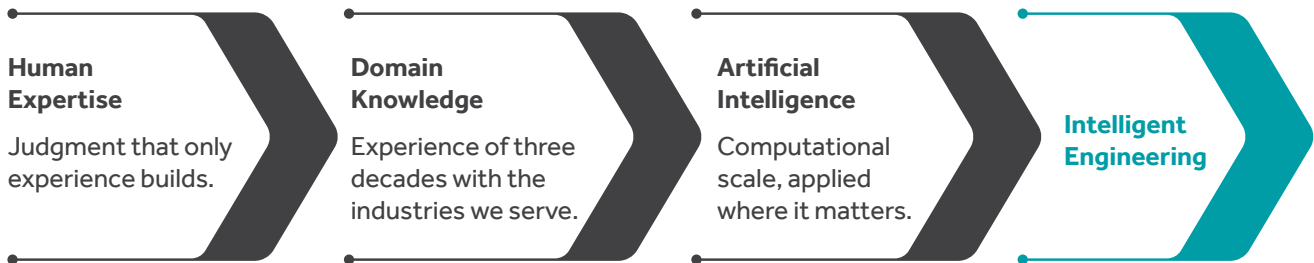 Human
Expertise
Judgment that only
experience builds.
Domain
Knowledge
Experience of three
decades with the
industries we serve.
Artificial
Intelligence
Computational
scale, applied
where it matters.
Intelligent
Engineering